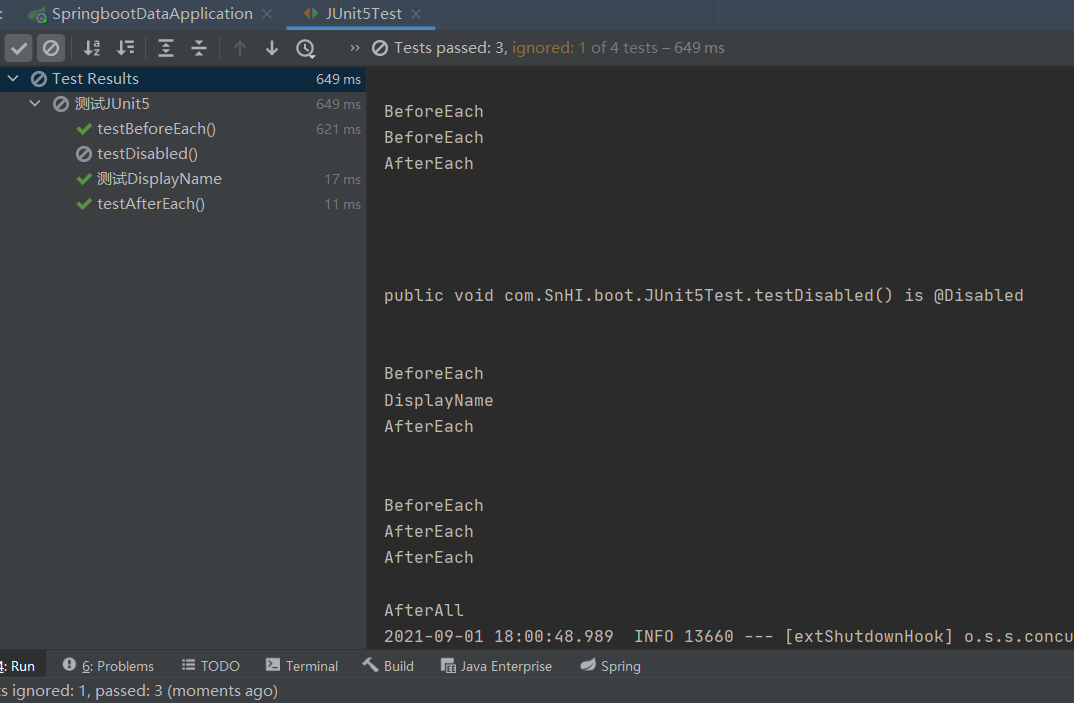 : SpringbootDataApplication × JUnit5Test ×
» Tests passed: 3, ignored: 1 of 4 tests – 649 ms
Test Results 649 ms
测试JUnit5 649 ms
testBeforeEach() 621 ms
testDisabled()
测试DisplayName 17 ms
testAfterEach() 11 ms
BeforeEach
BeforeEach
AfterEach
public void com.SnHI.boot.JUnit5Test.testDisabled() is @Disabled
BeforeEach
DisplayName
AfterEach
BeforeEach
AfterEach
AfterEach
AfterAll
2021-09-01 18:00:48.989 INFO 13660 --- [extShutdownHook] o.s.s.concu
4: Run 6: Problems TODO Terminal Build Java Enterprise Spring
ts ignored: 1, passed: 3 (moments ago)